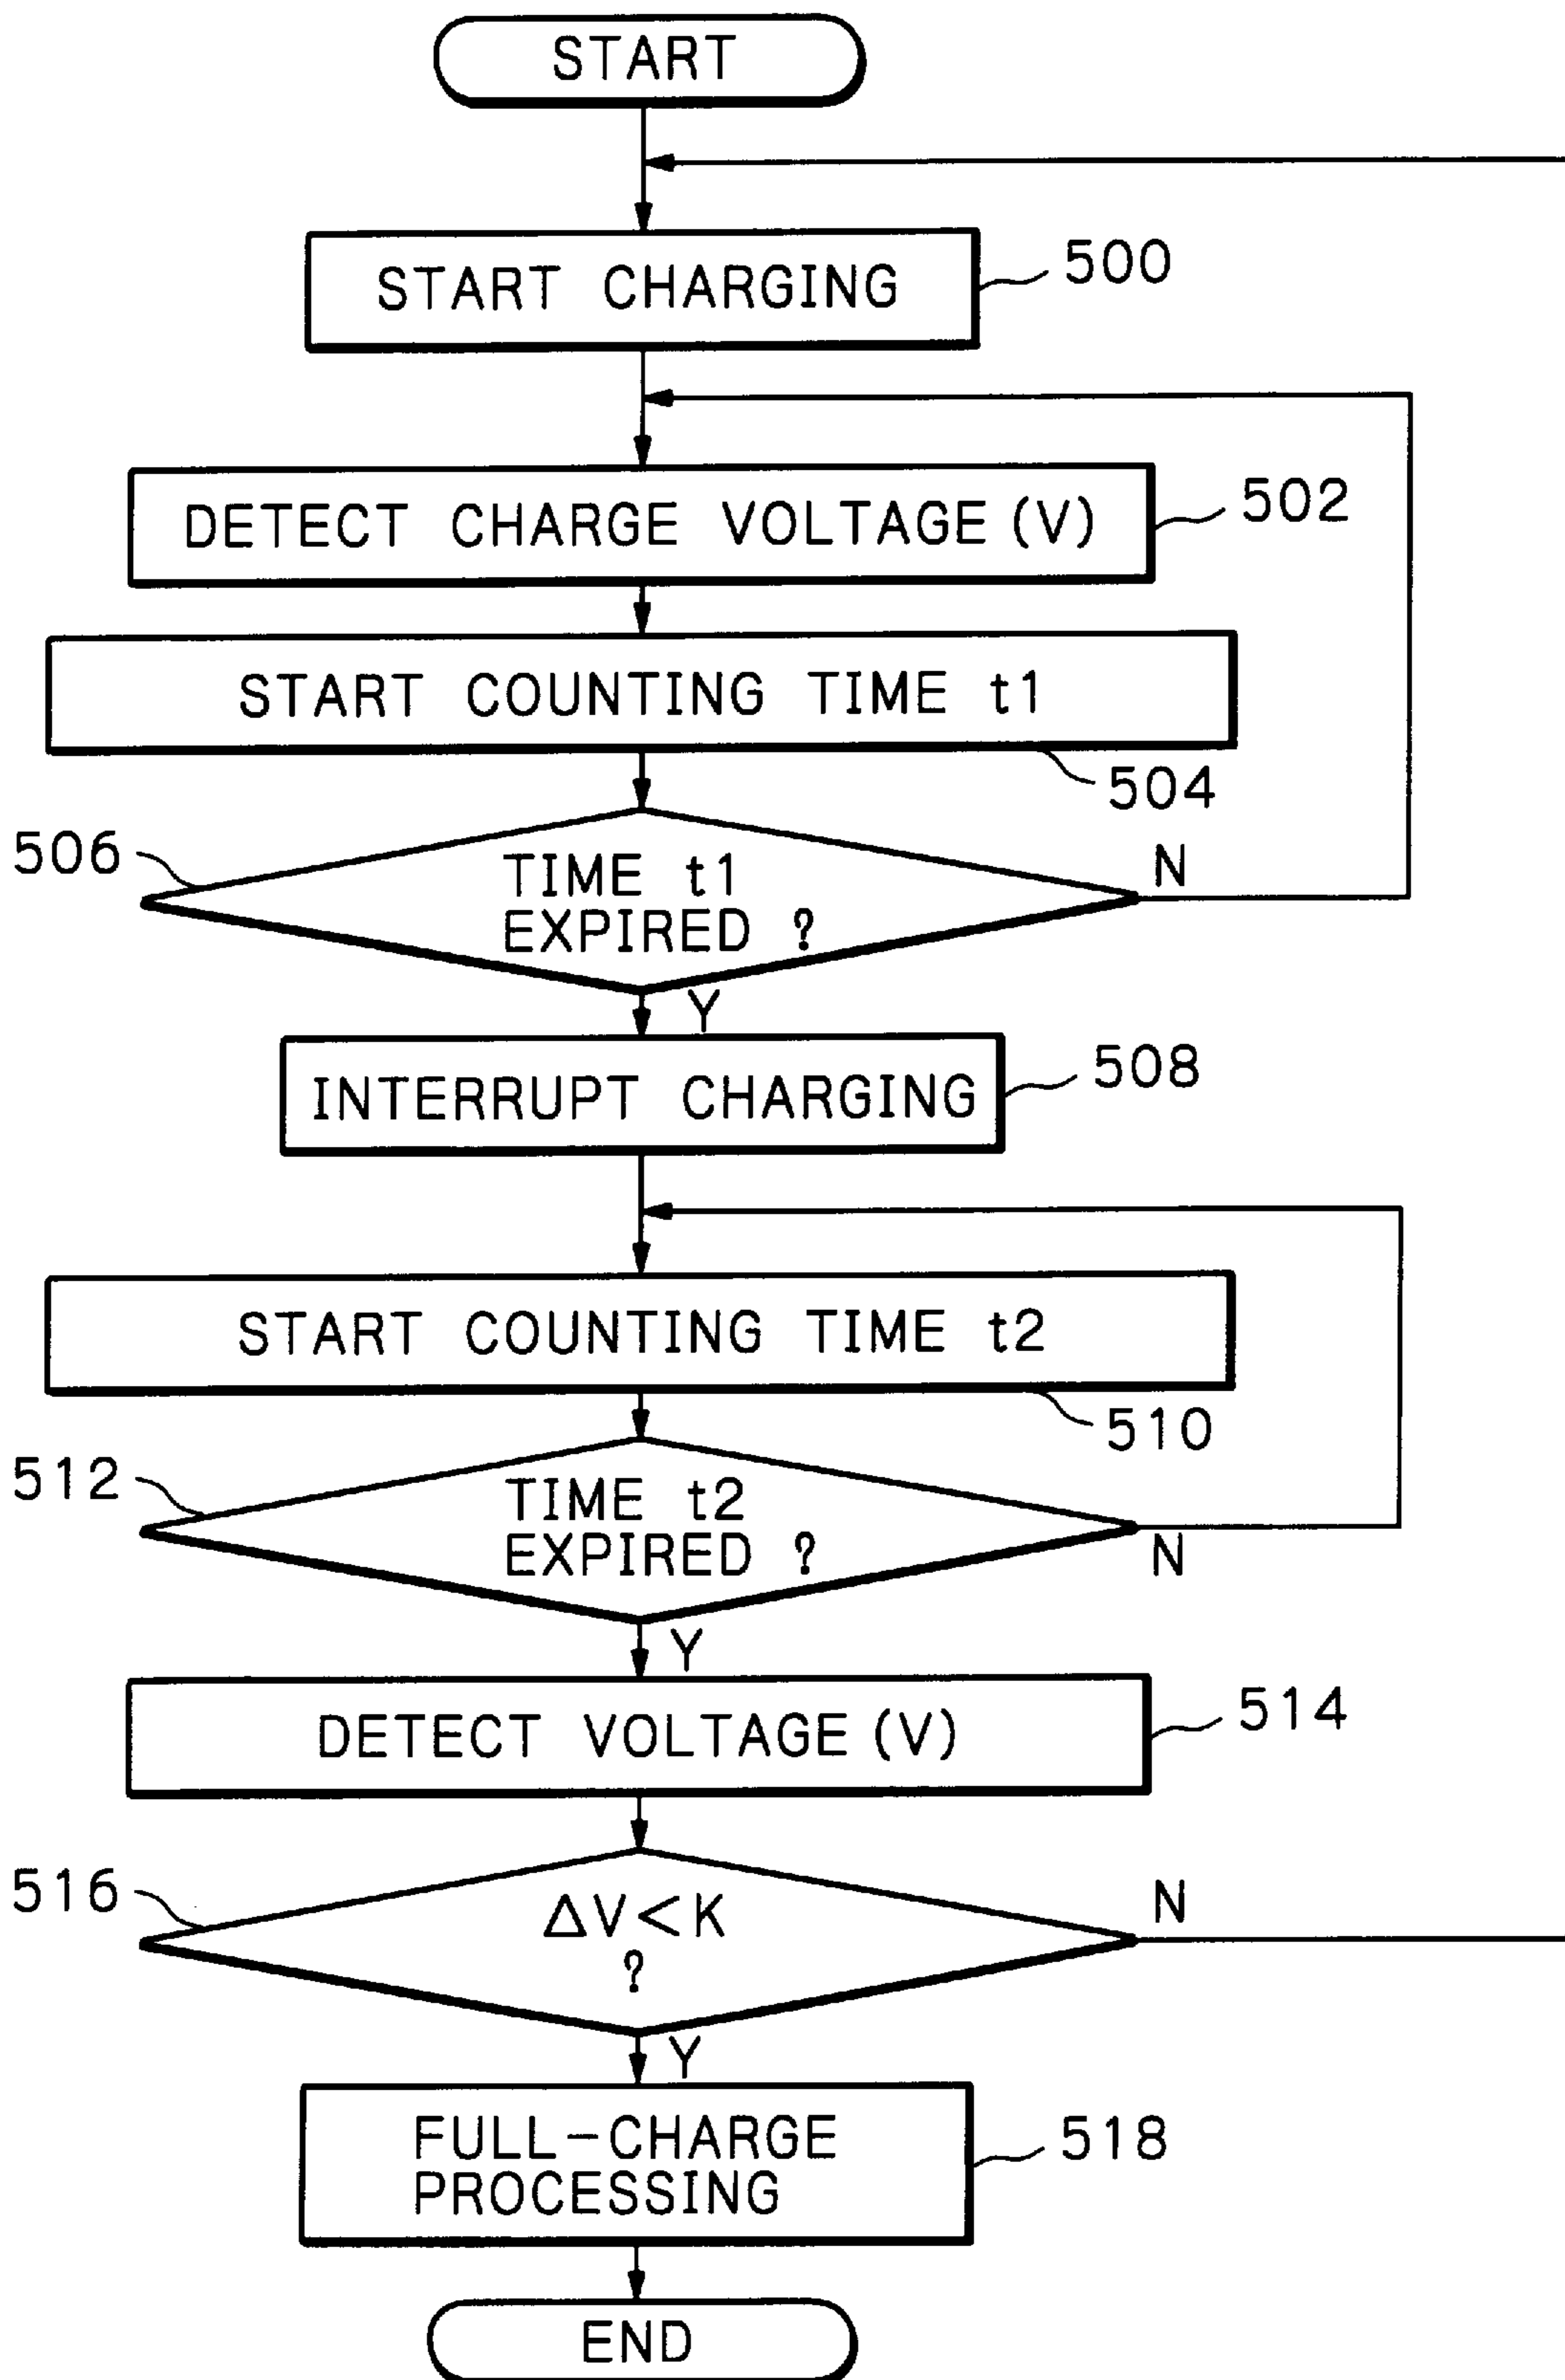 START
START CHARGING
500
DETECT CHARGE VOLTAGE (V)
502
START COUNTING TIME t1
504
506
TIME t1
EXPIRED ?
N
Y
INTERRUPT CHARGING
508
START COUNTING TIME t2
510
512
TIME t2
EXPIRED ?
N
Y
DETECT VOLTAGE (V)
514
516
ΔV<K
?
N
Y
FULL-CHARGE
PROCESSING
518
END